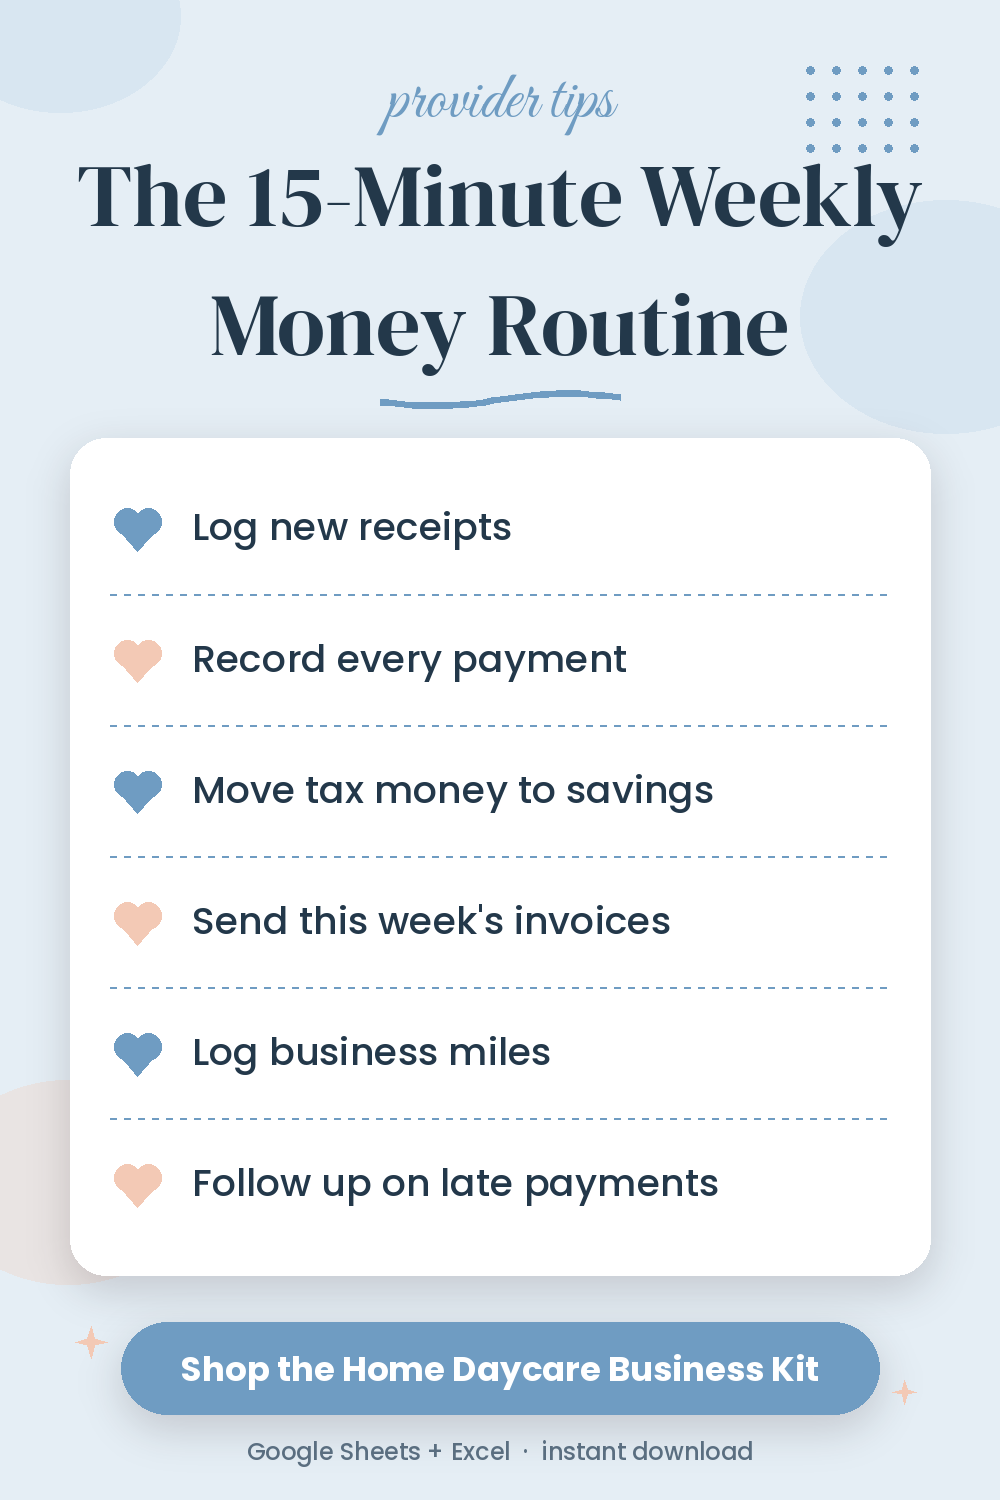 provider tips
The 15-Minute Weekly
Money Routine
Log new receipts
Record every payment
Move tax money to savings
Send this week's invoices
Log business miles
Follow up on late payments
Shop the Home Daycare Business Kit
Google Sheets + Excel · instant download